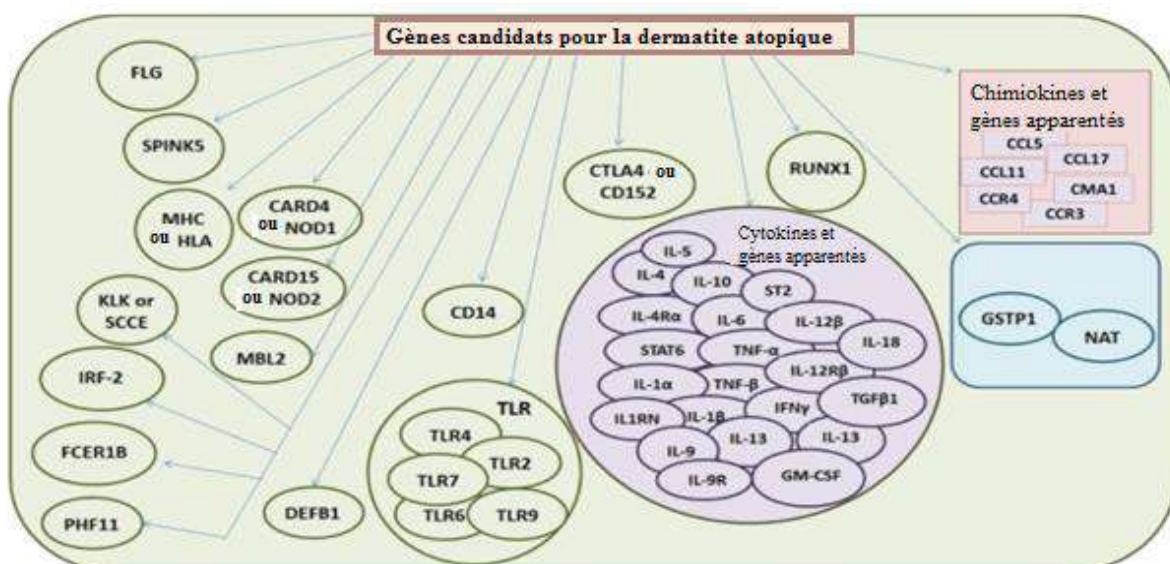 Gènes candidats pour la dermatite atopique
FLG
SPINK5
MHC
ou HLA
CARD4
ou NOD1
CARD15
ou NOD2
KLK or
SCCE
MBL2
IRF-2
FCER1B
PHF11
DEFB1
CD14
TLR
TLR4
TLR2
TLR7
TLR6
TLR9
CTLA4 ou
CD152
RUNX1
Cytokines et
gènes apparentés
IL-5
IL-4
IL-10
ST2
IL-4Rα
IL-6
IL-12β
IL-18
STAT6
TNF-α
IL-12Rβ
IL-1α
TNF-β
IFNγ
TGFβ1
IL1RN
IL-1β
IL-13
IL-13
IL-9
IL-9R
GM-CSF
Chimiokines et
gènes apparentés
CCL5
CCL17
CCL11
CMA1
CCR4
CCR3
GSTP1
NAT